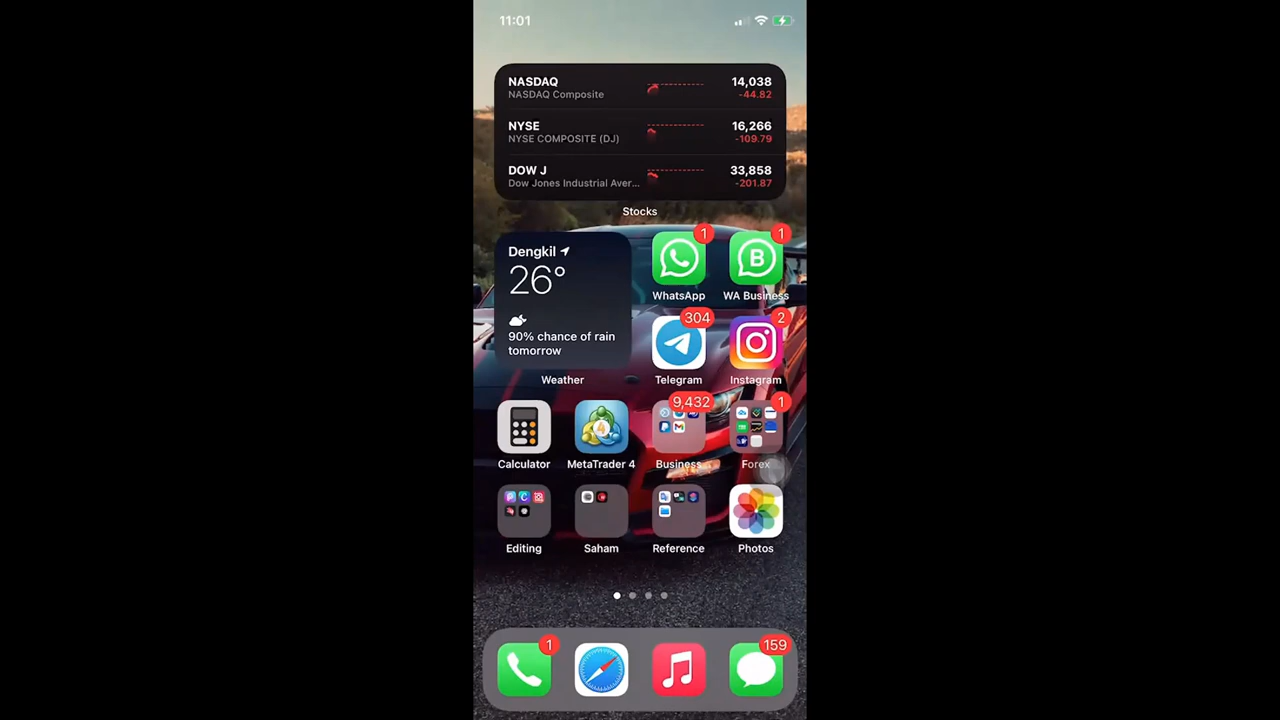 11:01
NASDAQ 14,038
NASDAQ Composite -44.82
NYSE 16,266
NYSE COMPOSITE (DJ) -109.79
DOW J 33,858
Dow Jones Industrial Aver... -201.87
Stocks
Dengkil
26°
90% chance of rain
tomorrow
Weather
1
WhatsApp
1
B
WA Business
304
Telegram
2
Instagram
Calculator
4
MetaTrader 4
9,432
Business
1
Forex
Editing
Saham
Reference
Photos
1
159